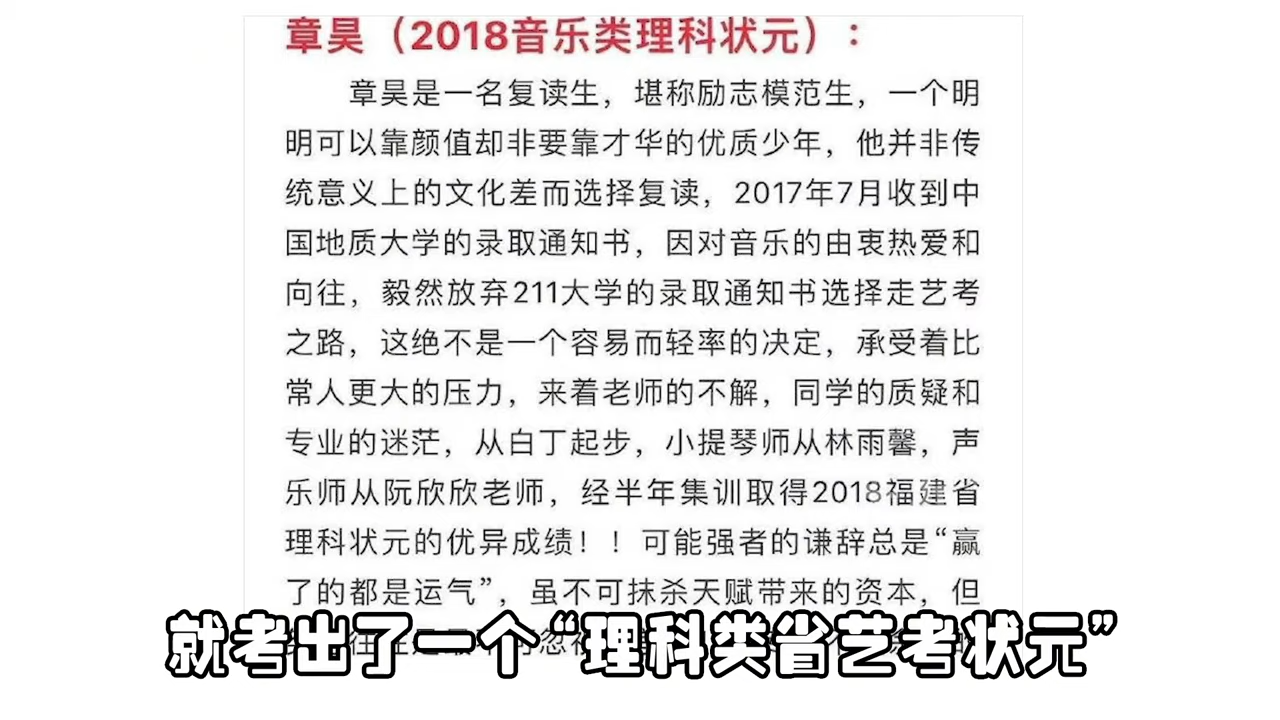 章昊（2018音乐类理科状元）：
章昊是一名复读生，堪称励志模范生，一个明
明可以靠颜值却非要靠才华的优质少年，他并非传
统意义上的文化差而选择复读，2017年7月收到中
国地质大学的录取通知书，因对音乐的由衷热爱和
向往，毅然放弃211大学的录取通知书选择走艺考
之路，这绝不是一个容易而轻率的决定，承受着比
常人更大的压力，来着老师的不解，同学的质疑和
专业的迷茫，从白丁起步，小提琴师从林雨馨，声
乐师从阮欣欣老师，经半年集训取得2018福建省
理科状元的优异成绩！！可能强者的谦辞总是“赢
了的都是运气”，虽不可抹杀天赋带来的资本，但
就考出了一个“理科类省艺考状元”